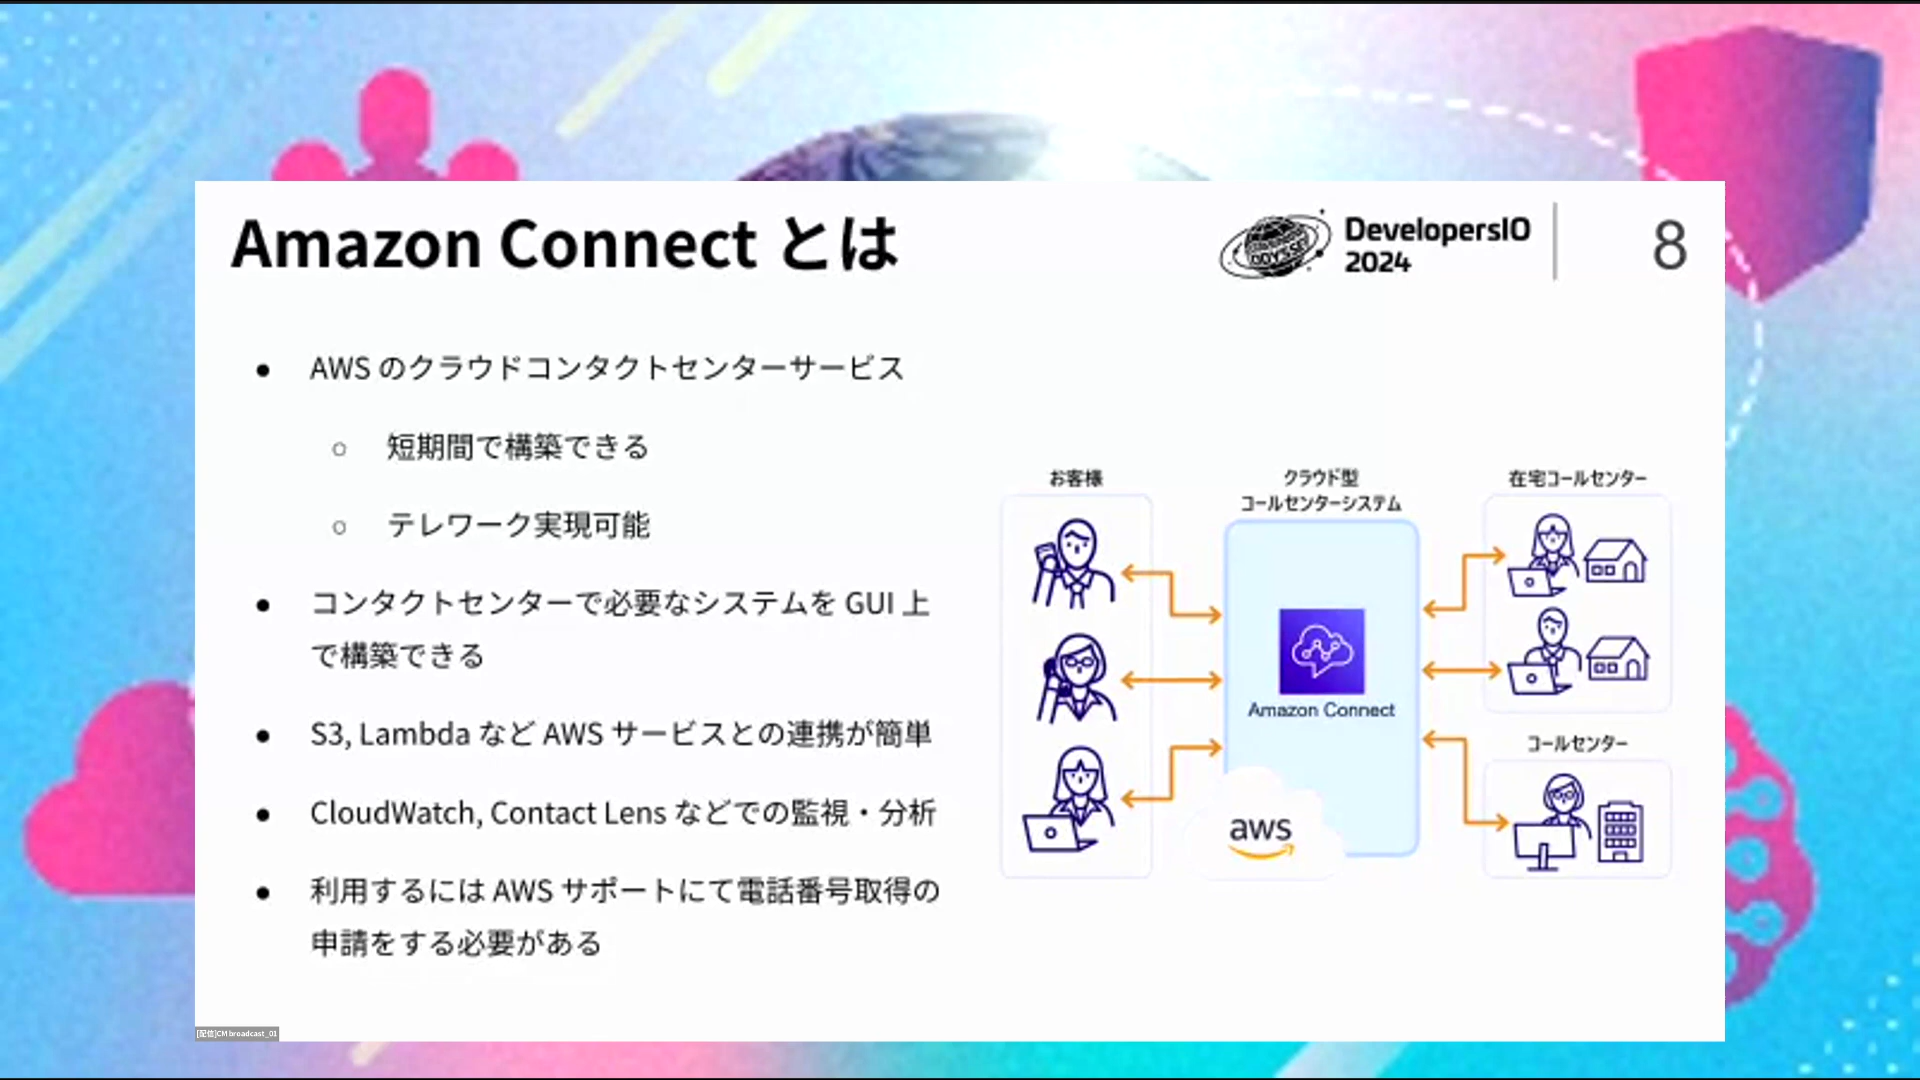 Amazon Connect とは
ODYSSEY
DevelopersIO
2024
8
● AWS のクラウドコンタクトセンターサービス
○ 短期間で構築できる
○ テレワーク実現可能
● コンタクトセンターで必要なシステムを GUI 上
で構築できる
● S3, Lambda など AWS サービスとの連携が簡単
● CloudWatch, Contact Lens などでの監視・分析
● 利用するには AWS サポートにて電話番号取得の
申請をする必要がある
お客様
クラウド型
コールセンターシステム
Amazon Connect
aws
在宅コールセンター
コールセンター
[配信]CM broadcast_01